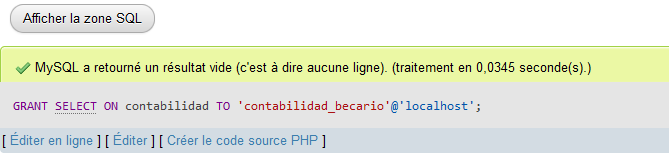 Afficher la zone SQL
MySQL a retourné un résultat vide (c'est à dire aucune ligne). (traitement en 0,0345 seconde(s).)
GRANT SELECT ON contabilidad TO 'contabilidad_becario'@'localhost';
[ Éditer en ligne ] [ Éditer ] [ Créer le code source PHP ]